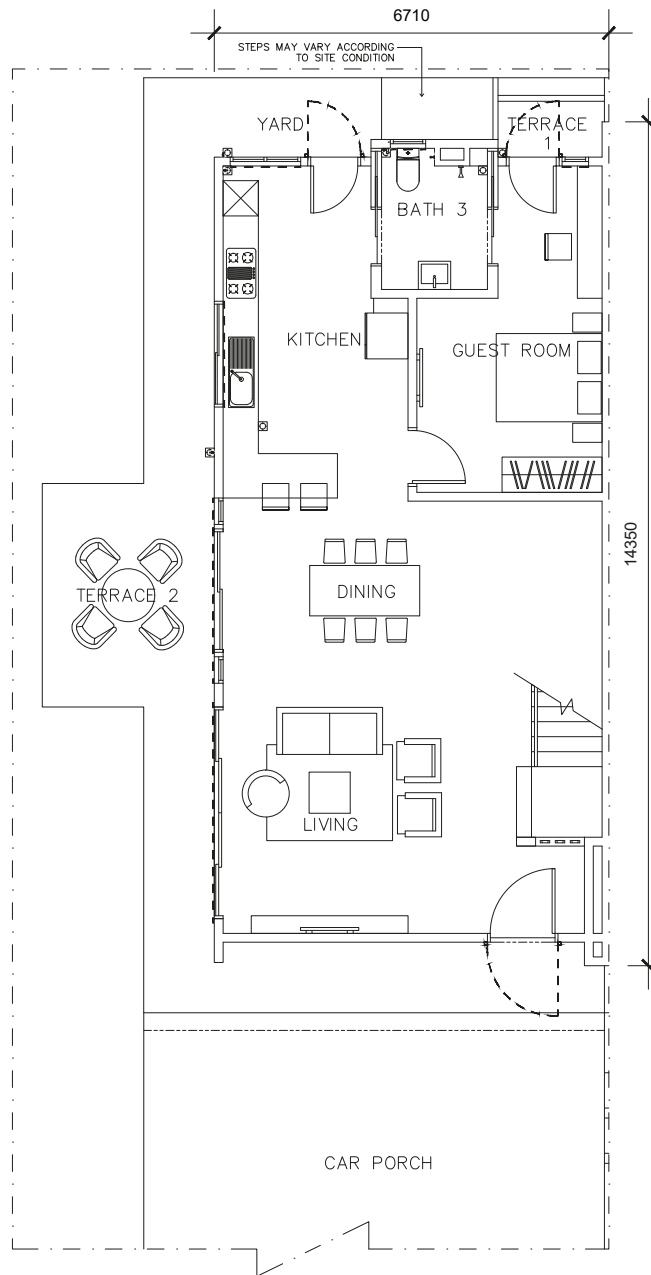 6710
STEPS MAY VARY ACCORDING
TO SITE CONDITION
YARD
TERRACE
1
BATH 3
KITCHEN
GUEST ROOM
14350
TERRACE 2
DINING
LIVING
CAR PORCH